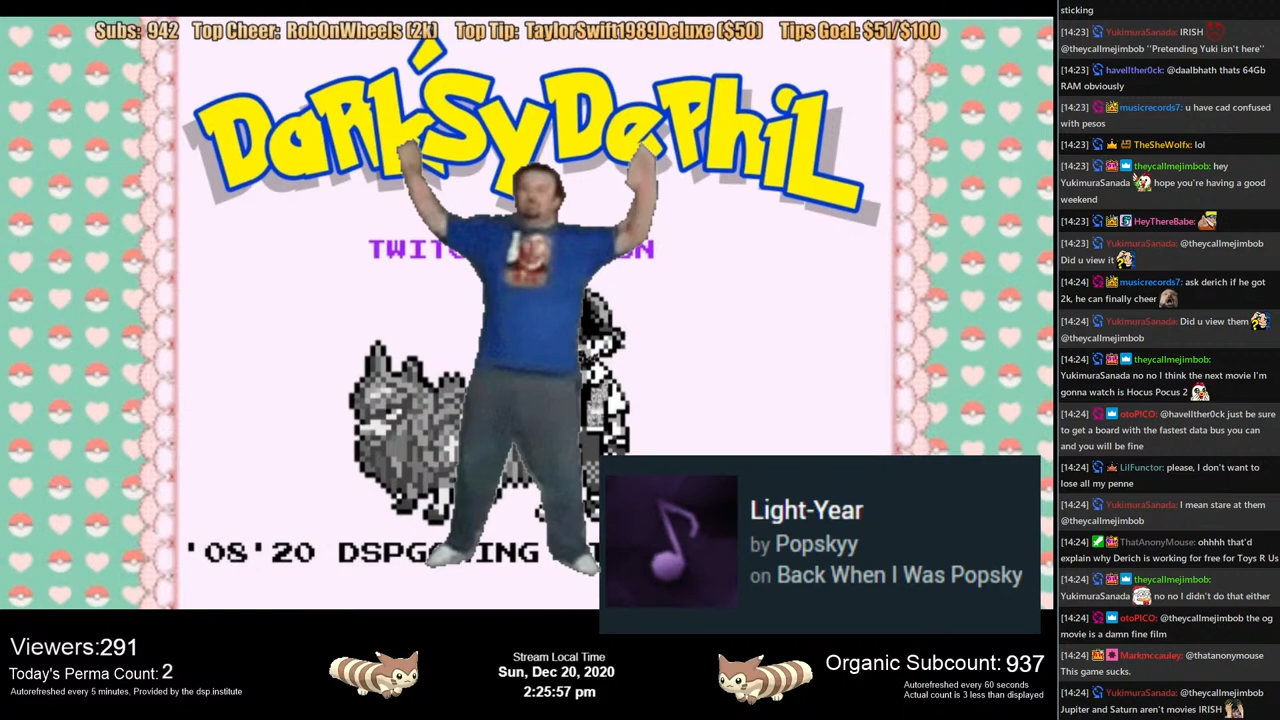 Subs: 942 Top Cheer: RobOnWheels (2k) Top Tip: TaylorSwift1989Deluxe ($50) Tips Goal: $51/$100
DaRk'SyDePhiL
'08'20 DSPG
NING
Light-Year
by Popskyy
on Back When I Was Popsky
Viewers:291
Today's Perma Count: 2
Autorefreshed every 5 minutes, Provided by the dsp.institute
Stream Local Time
Sun, Dec 20, 2020
2:25:57 pm
Organic Subcount: 937
Autorefreshed every 60 seconds
Actual count is 3 less than displayed
sticking
[14:23] YukimuraSanada: IRISH
@theycallmejimbob ''Pretending Yuki isn't here''
[14:23] havellther0ck: @daalbhath thats 64Gb
RAM obviously
[14:23] musicrecords7: u have cad confused
with pesos
[14:23] TheSheWolfx: lol
[14:23] theycallmejimbob: hey
YukimuraSanada hope you're having a good
weekend
[14:23] HeyThereBabe:
[14:23] YukimuraSanada: @theycallmejimbob
Did u view it
[14:24] musicrecords7: ask derich if he got
2k, he can finally cheer
[14:24] YukimuraSanada: Did u view them
@theycallmejimbob
[14:24] theycallmejimbob:
YukimuraSanada no no I think the next movie I'm
gonna watch is Hocus Pocus 2
[14:24] otoPICO: @havellther0ck just be sure
to get a board with the fastest data bus you can
and you will be fine
[14:24] LilFunctor: please, I don't want to
lose all my penne
[14:24] YukimuraSanada: I mean stare at them
@theycallmejimbob
[14:24] ThatAnonyMouse: ohhhh that'd
explain why Derich is working for free for Toys R Us
[14:24] theycallmejimbob:
YukimuraSanada no no I didn't do that either
[14:24] otoPICO: @theycallmejimbob the og
movie is a damn fine film
[14:24] Markmccauley: @thatanonymouse
This game sucks.
[14:24] YukimuraSanada: @theycallmejimbob
Jupiter and Saturn aren't movies IRISH